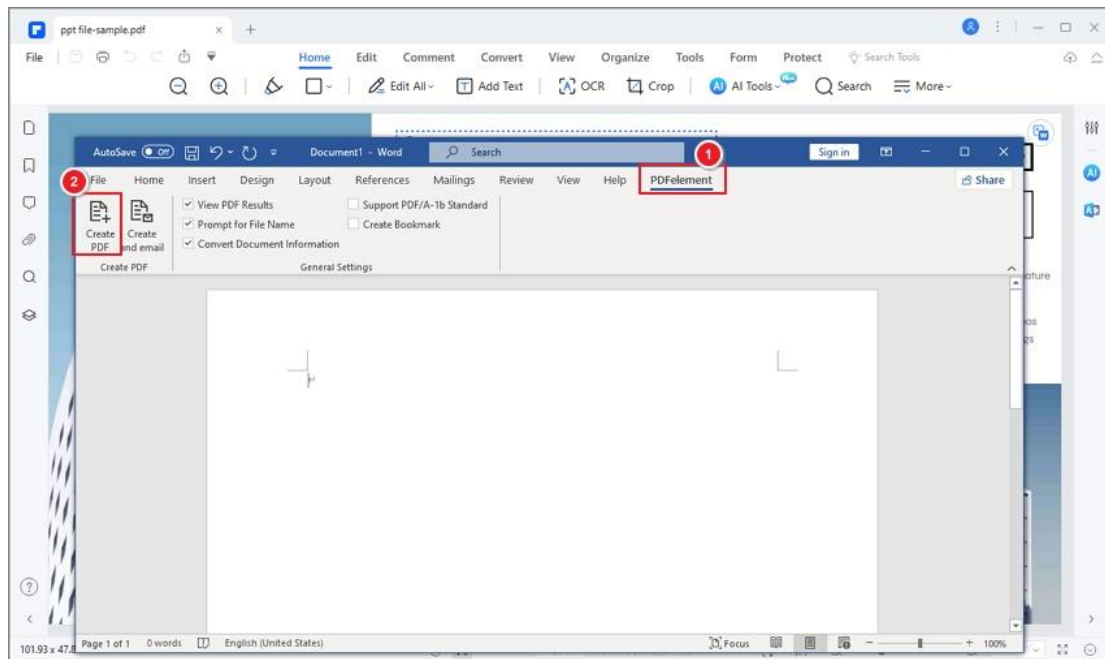 ppt file-sample.pdf
File Home Edit Comment Convert View Organize Tools Form Protect Search Tools
Edit All Add Text OCR Crop AI AI Tools New Search More
AutoSave Off Document1 - Word Search Sign in
1
2
File Home Insert Design Layout References Mailings Review View Help PDFelement Share
Create PDF
Create and email
Create PDF
View PDF Results
Prompt for File Name
Convert Document Information
Support PDF/A-1b Standard
Create Bookmark
General Settings
Page 1 of 1 0 words English (United States) Focus 100%